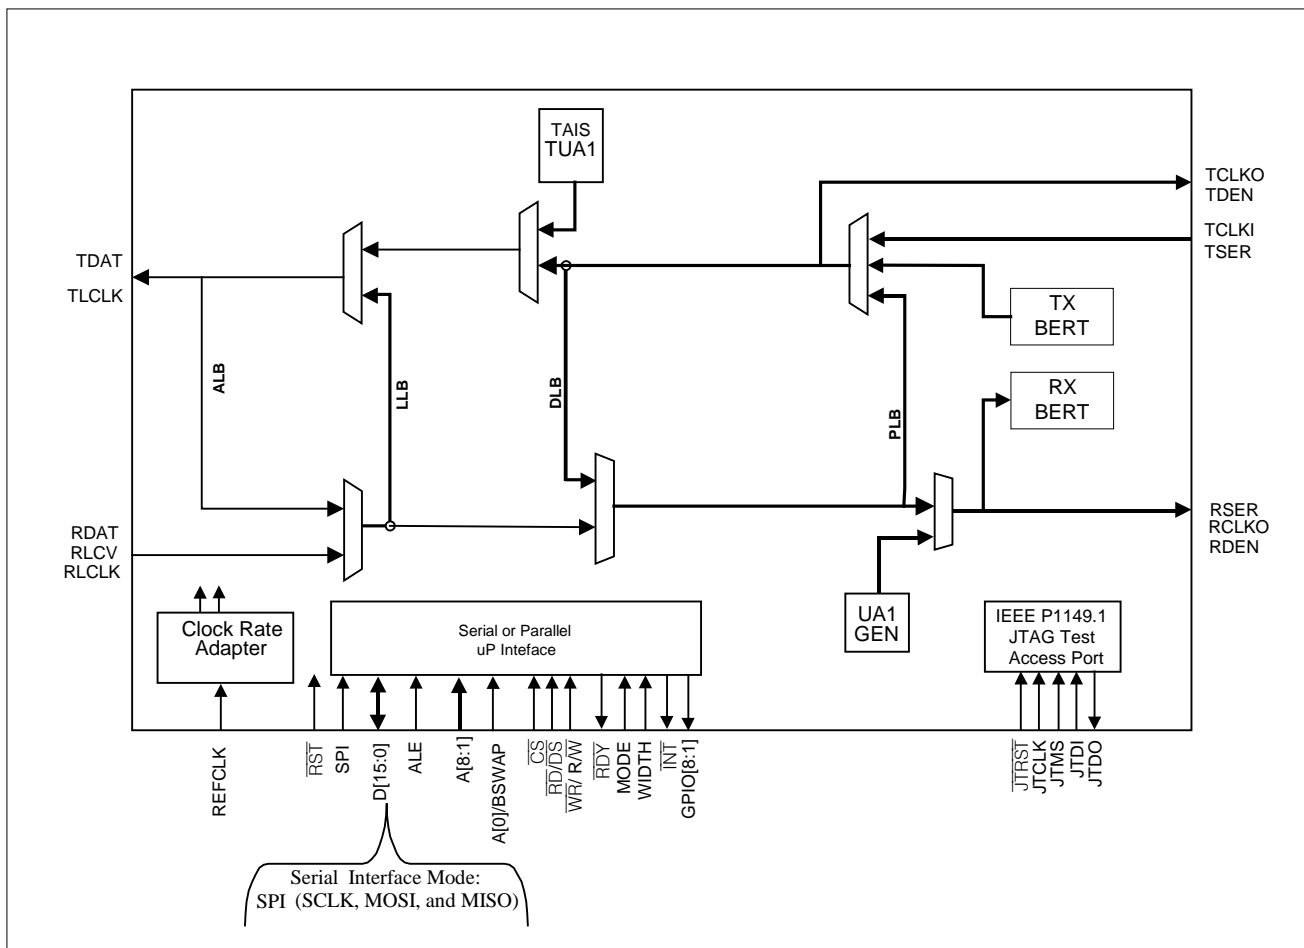 TAIS
TUA1
TCLKO
TDEN
TCLKI
TSER
TDAT
TLCLK
TX
BERT
ALB
LLB
DLB
PLB
RX
BERT
RDAT
RLCV
RLCLK
RSER
RCLKO
RDEN
Clock Rate
Adapter
Serial or Parallel
uP Inteface
UA1
GEN
IEEE P1149.1
JTAG Test
Access Port
REFCLK
RST
SPI
D[15:0]
ALE
A[8:1]
A[0]/BSWAP
CS
RD/DS
WR/ R/W
RDY
MODE
WIDTH
INT
GPIO[8:1]
JTRST
JTCLK
JTMS
JTDI
JTDO
Serial Interface Mode:
SPI (SCLK, MOSI, and MISO)